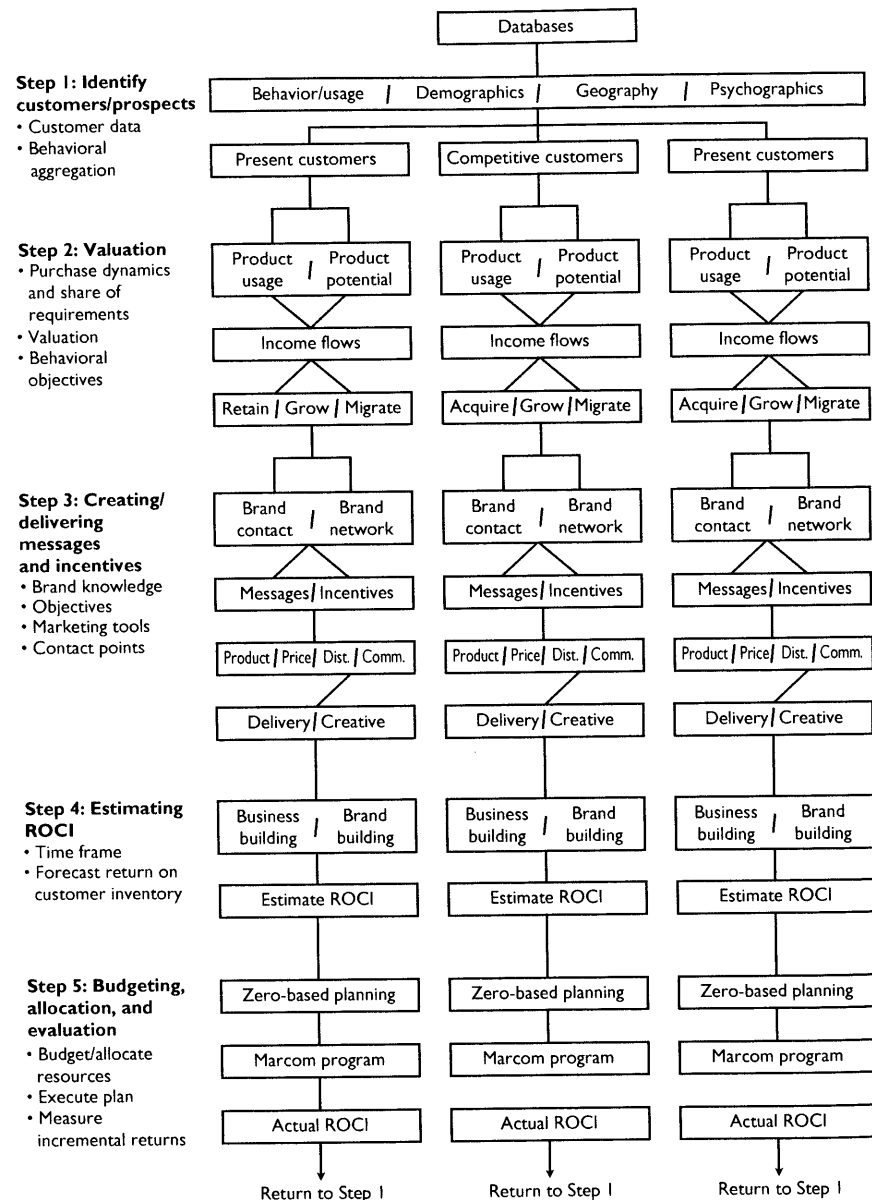 Databases
Step 1: Identify
customers/prospects
• Customer data
• Behavioral
aggregation
Behavior/usage / Demographics / Geography / Psychographics
Present customers
Competitive customers
Present customers
Step 2: Valuation
• Purchase dynamics
and share of
requirements
• Valuation
• Behavioral
objectives
Product / Product
usage potential
Product / Product
usage potential
Product / Product
usage potential
Income flows
Income flows
Income flows
Retain / Grow / Migrate
Acquire / Grow / Migrate
Acquire / Grow / Migrate
Step 3: Creating/
delivering
messages
and incentives
• Brand knowledge
• Objectives
• Marketing tools
• Contact points
Brand / Brand
contact network
Brand / Brand
contact network
Brand / Brand
contact network
Messages / Incentives
Messages / Incentives
Messages / Incentives
Product / Price / Dist. / Comm.
Product / Price / Dist. / Comm.
Product / Price / Dist. / Comm.
Delivery / Creative
Delivery / Creative
Delivery / Creative
Step 4: Estimating
ROCI
• Time frame
• Forecast return on
customer inventory
Business / Brand
building building
Business / Brand
building building
Business / Brand
building building
Estimate ROCI
Estimate ROCI
Estimate ROCI
Step 5: Budgeting,
allocation, and
evaluation
• Budget/allocate
resources
• Execute plan
• Measure
incremental returns
Zero-based planning
Zero-based planning
Zero-based planning
Marcom program
Marcom program
Marcom program
Actual ROCI
Actual ROCI
Actual ROCI
Return to Step 1
Return to Step 1
Return to Step 1